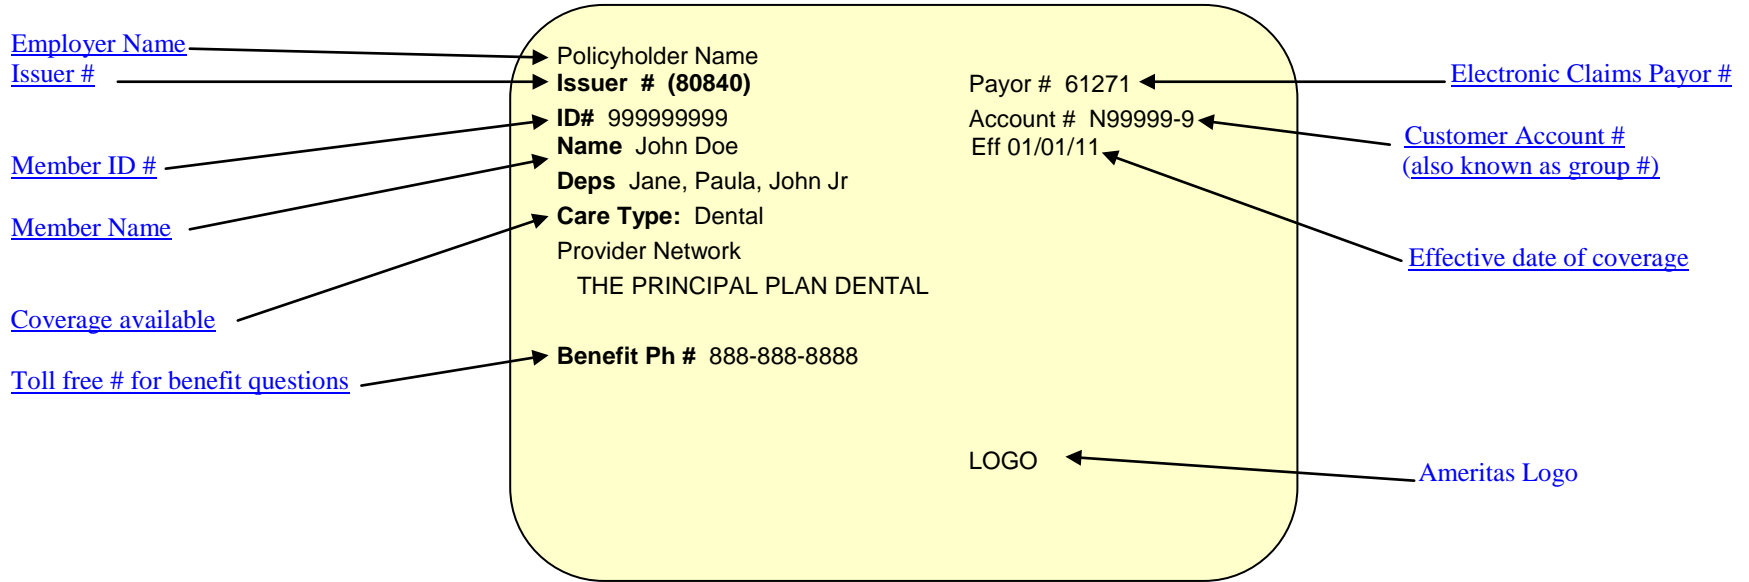 Employer Name
Issuer #
Member ID #
Member Name
Coverage available
Toll free # for benefit questions
Policyholder Name
Issuer # (80840)
ID# 999999999
Name John Doe
Deps Jane, Paula, John Jr
Care Type: Dental
Provider Network
THE PRINCIPAL PLAN DENTAL
Benefit Ph # 888-888-8888
Payor # 61271
Account # N99999-9
Eff 01/01/11
LOGO
Electronic Claims Payor #
Customer Account #
(also known as group #)
Effective date of coverage
Ameritas Logo